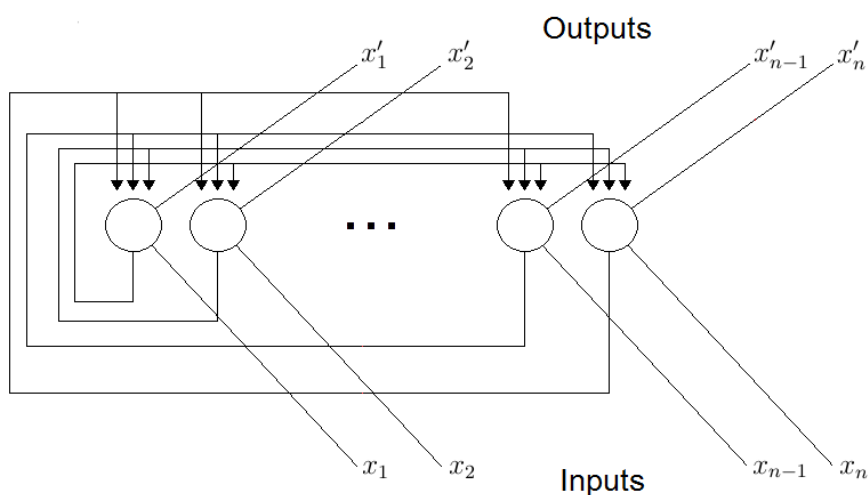 Outputs
x′₁ x′₂ x′ₙ₋₁ x′ₙ
. . .
x₁ x₂ xₙ₋₁ xₙ
Inputs